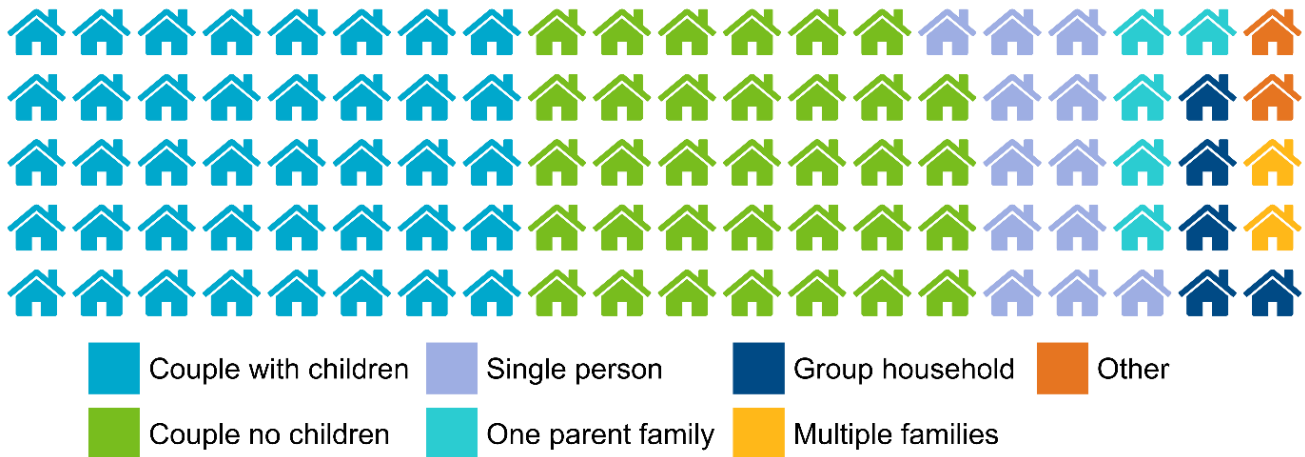 Couple with children
Single person
Group household
Other
Couple no children
One parent family
Multiple families